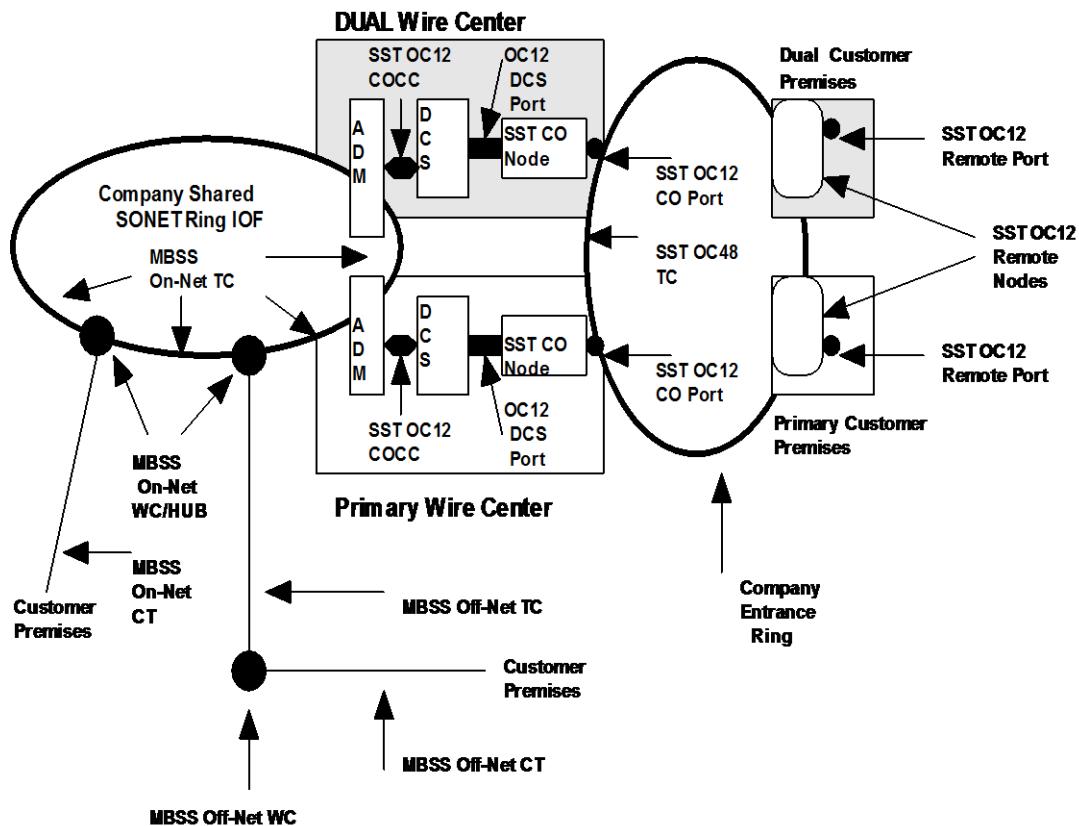 DUAL Wire Center
SST OC12
COCC
OC12
DCS
Port
Dual Customer
Premises
A
D
M
D
C
S
SST CO
Node
SST OC12
Remote Port
SST OC12
CO Port
Company Shared
SONET Ring IOF
MBSS
On-Net TC
SST OC48
TC
SST OC12
Remote
Nodes
A
D
M
D
C
S
SST CO
Node
SST OC12
CO Port
SST OC12
Remote Port
SST OC12
COCC
OC12
DCS
Port
Primary Customer
Premises
MBSS
On-Net
WC/HUB
Primary Wire Center
MBSS
On-Net
CT
Customer
Premises
MBSS Off-Net TC
Company
Entrance
Ring
Customer
Premises
MBSS Off-Net CT
MBSS Off-Net WC